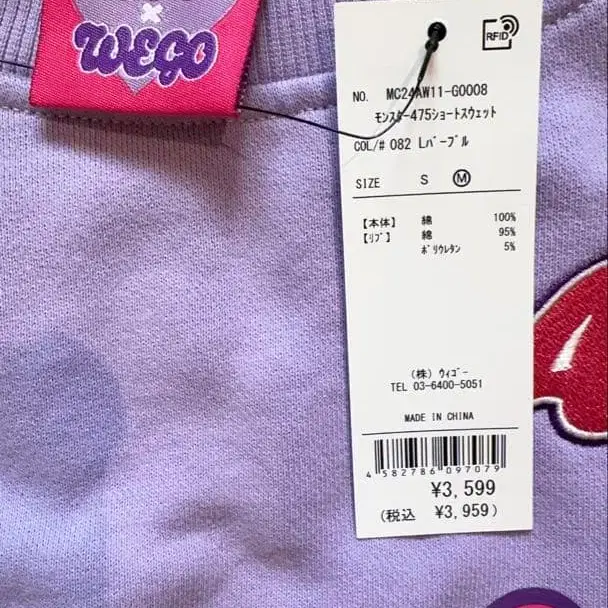 ×
WEGO
RFID
NO. MC24AW11-G0008
ﾓﾝｽﾀｰ475ｼｮｰﾄｽｳｪｯﾄ
COL/# 082 Lﾊﾟｰﾌﾟﾙ
SIZE S M
【本体】 綿 100%
【ﾘﾌﾞ】 綿 95%
ﾎﾟﾘｳﾚﾀﾝ 5%
(株) ｳｨｺﾞｰ
TEL 03-6400-5051
MADE IN CHINA
4 582786 097079
¥3,599
(税込 ¥3,959)